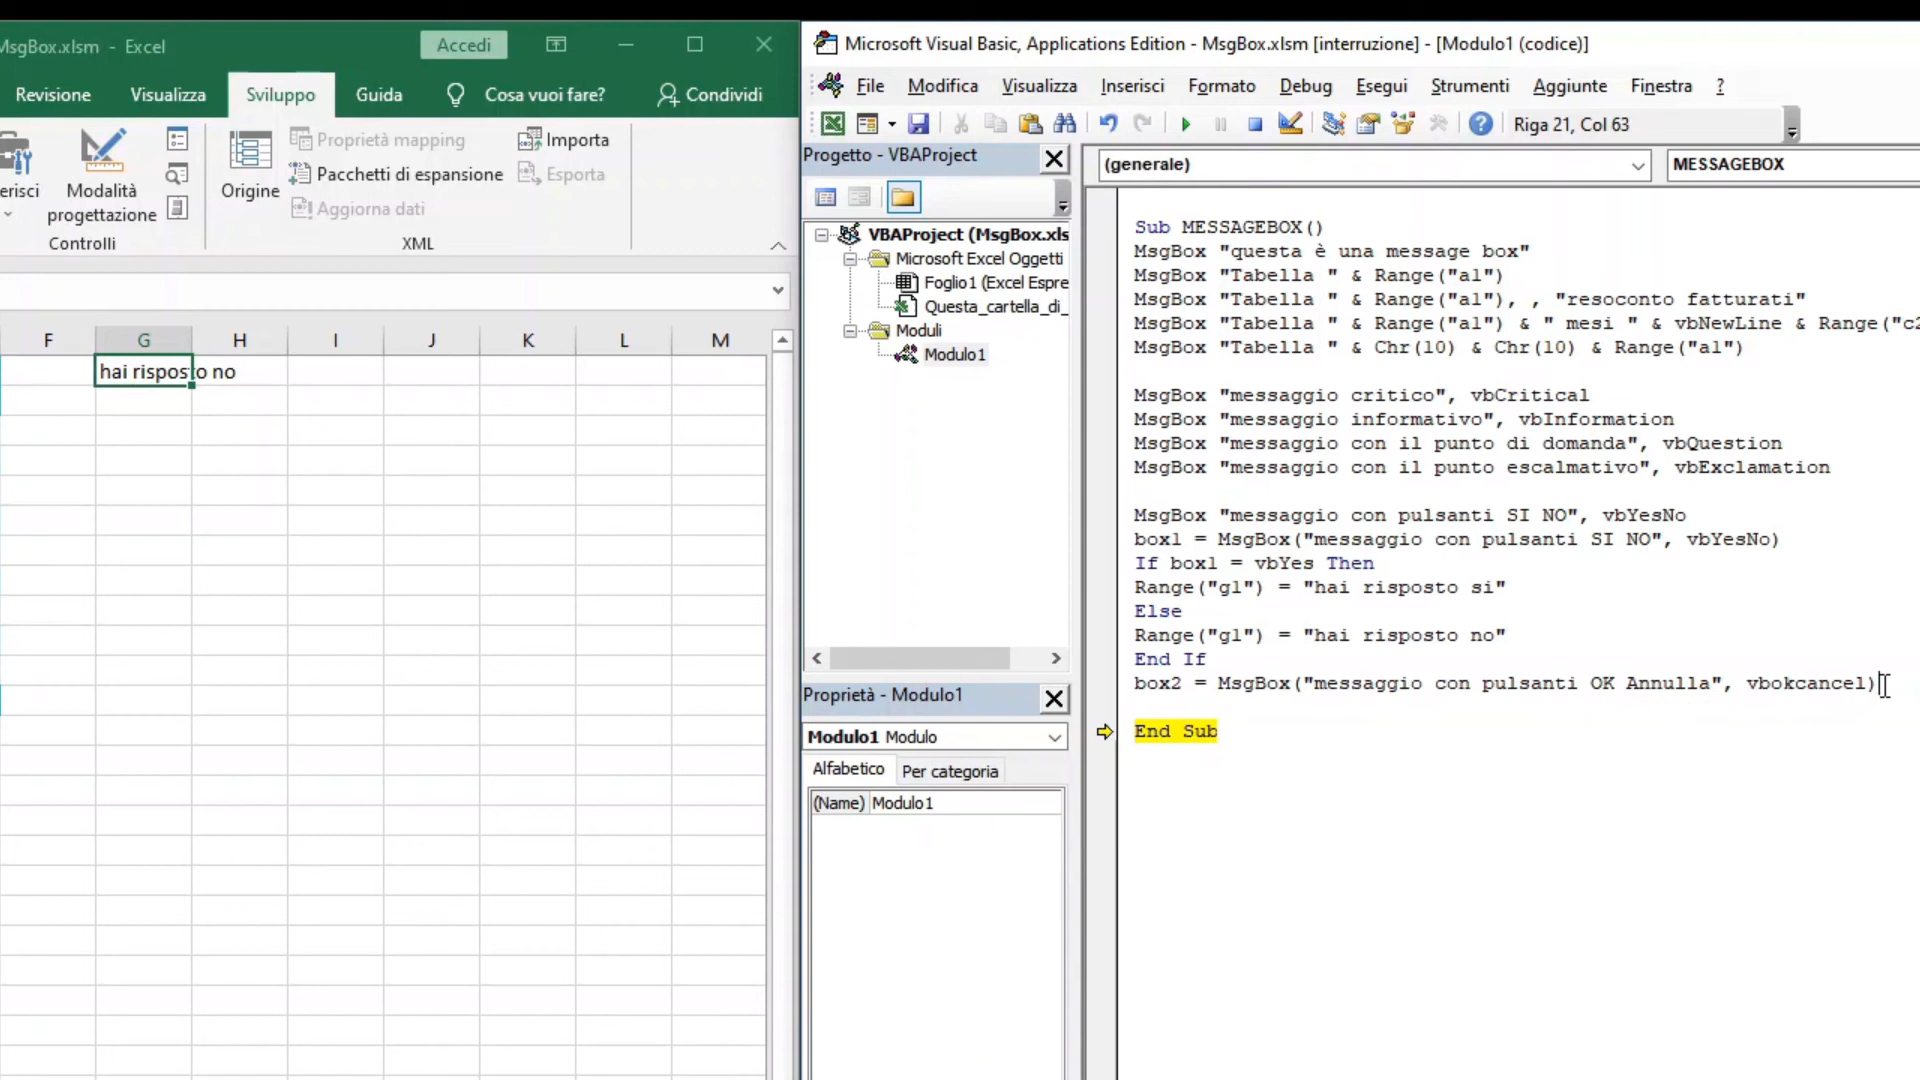 MsgBox.xlsm - Excel
Accedi
Revisione
Visualizza
Sviluppo
Guida
Cosa vuoi fare?
Condividi
erisci
Modalità
progettazione
Controlli
Origine
Proprietà mapping
Pacchetti di espansione
Aggiorna dati
Importa
Esporta
XML
F G H I J K L M
hai risposto no
Microsoft Visual Basic, Applications Edition - MsgBox.xlsm [interruzione] - [Modulo1 (codice)]
File Modifica Visualizza Inserisci Formato Debug Esegui Strumenti Aggiunte Finestra ?
Riga 21, Col 63
Progetto - VBAProject
VBAProject (MsgBox.xls
Microsoft Excel Oggetti
Foglio1 (Excel Espre
Questa_cartella_di_
Moduli
Modulo1
Proprietà - Modulo1
Modulo1 Modulo
Alfabetico Per categoria
(Name) Modulo1
(generale)
MESSAGEBOX
Sub MESSAGEBOX()
MsgBox "questa è una message box"
MsgBox "Tabella " & Range("a1")
MsgBox "Tabella " & Range("a1"), , "resoconto fatturati"
MsgBox "Tabella " & Range("a1") & " mesi " & vbNewLine & Range("c2
MsgBox "Tabella " & Chr(10) & Chr(10) & Range("a1")
MsgBox "messaggio critico", vbCritical
MsgBox "messaggio informativo", vbInformation
MsgBox "messaggio con il punto di domanda", vbQuestion
MsgBox "messaggio con il punto escalmativo", vbExclamation
MsgBox "messaggio con pulsanti SI NO", vbYesNo
box1 = MsgBox("messaggio con pulsanti SI NO", vbYesNo)
If box1 = vbYes Then
Range("g1") = "hai risposto si"
Else
Range("g1") = "hai risposto no"
End If
box2 = MsgBox("messaggio con pulsanti OK Annulla", vbokcancel)
End Sub